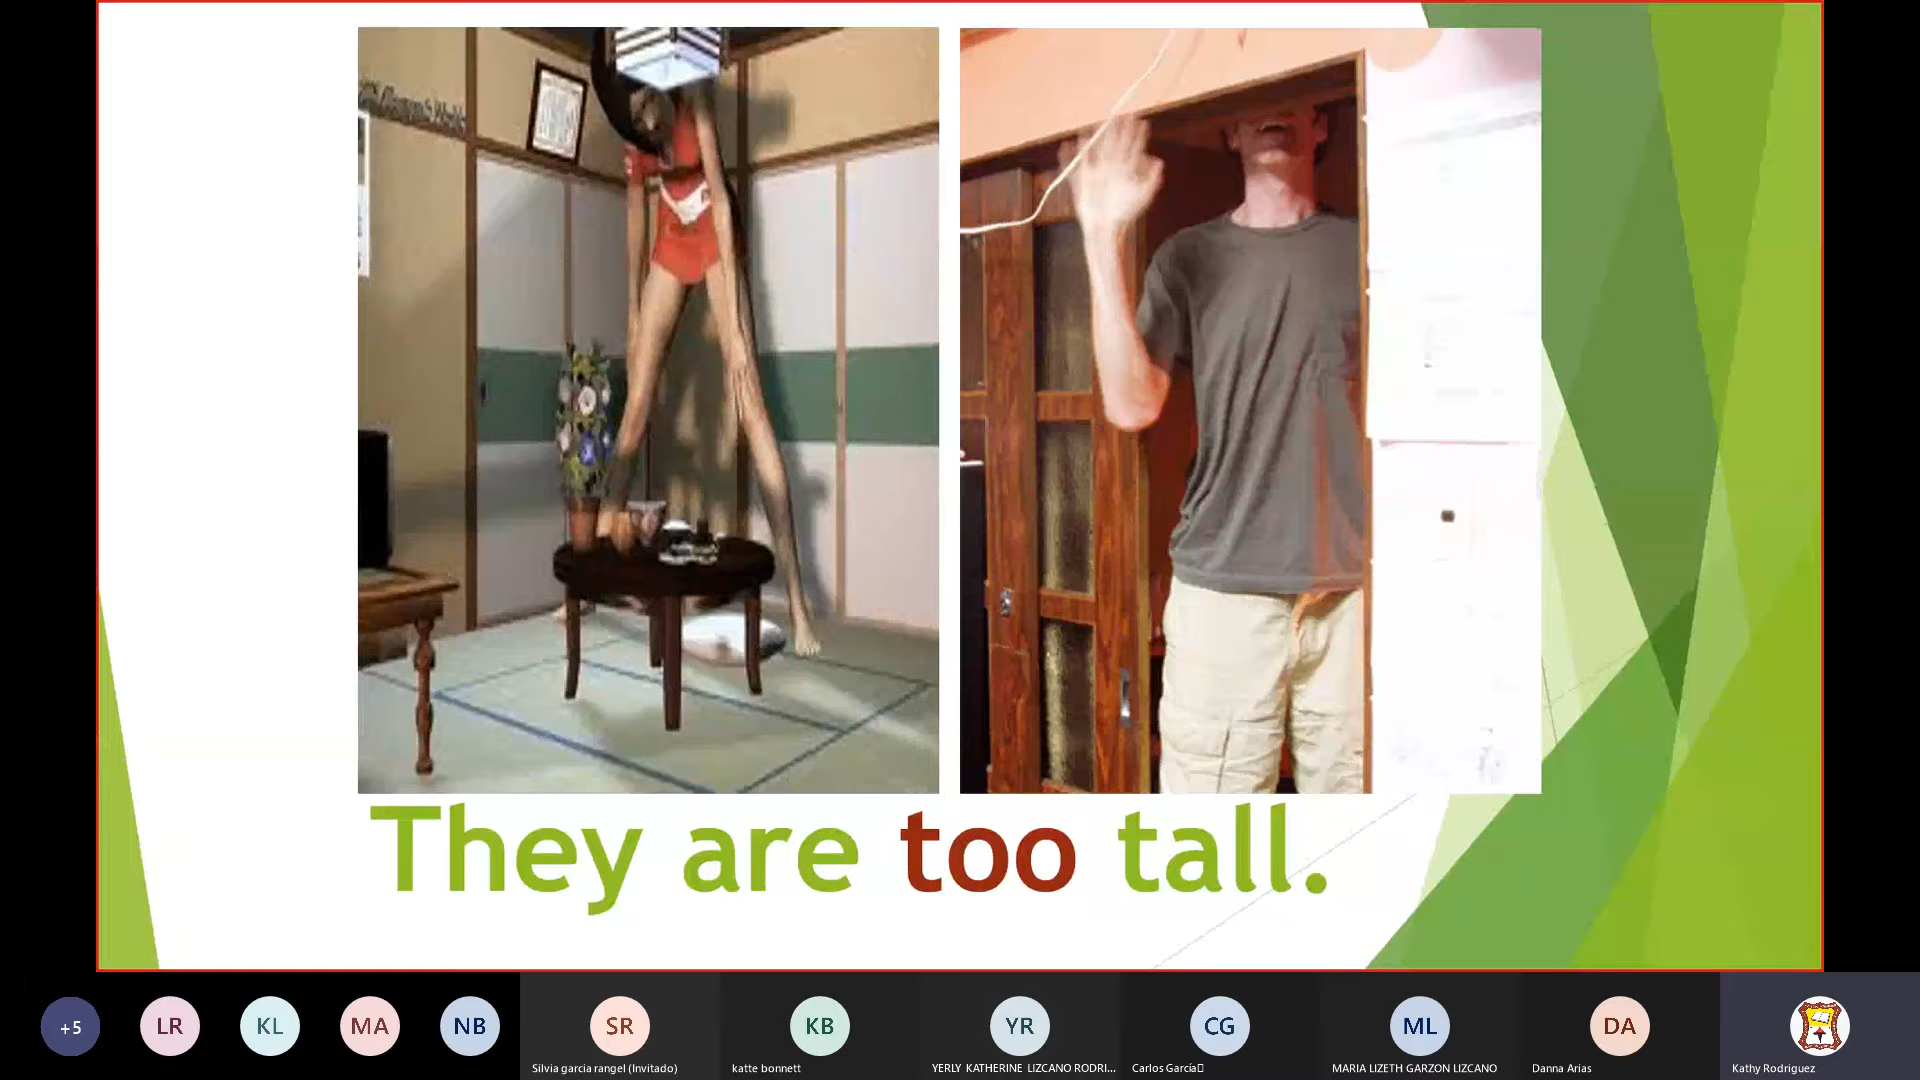 They are too tall.
+5
LR
KL
MA
NB
SR
KB
YR
CG
ML
DA
Silvia garcia rangel (Invitado)
katte bonnett
YERLY KATHERINE LIZCANO RODRI...
Carlos García
MARIA LIZETH GARZON LIZCANO
Danna Arias
Kathy Rodriguez